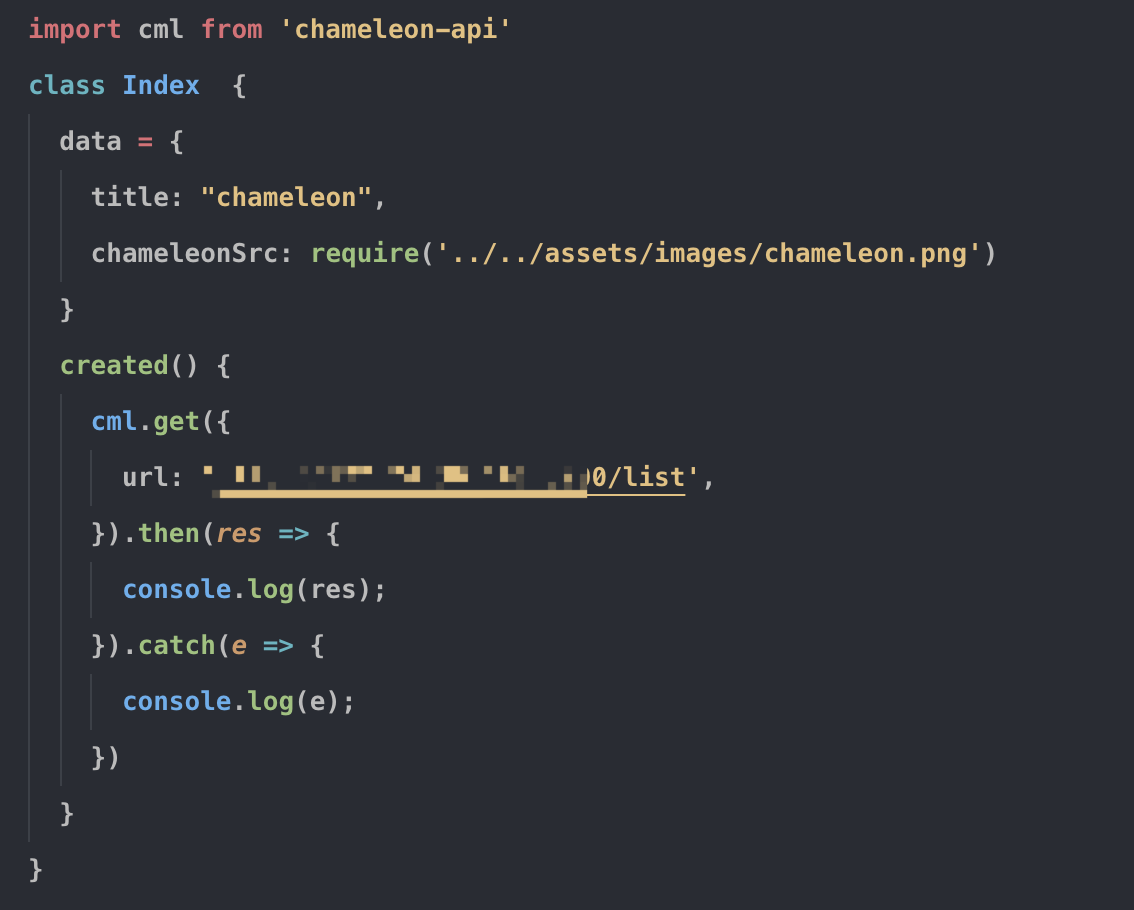 import cml from 'chameleon-api'
class Index  {
data = {
title: "chameleon",
chameleonSrc: require('../../assets/images/chameleon.png')
}
created() {
cml.get({
url: '0/list',
}).then(res => {
console.log(res);
}).catch(e => {
console.log(e);
})
}
}